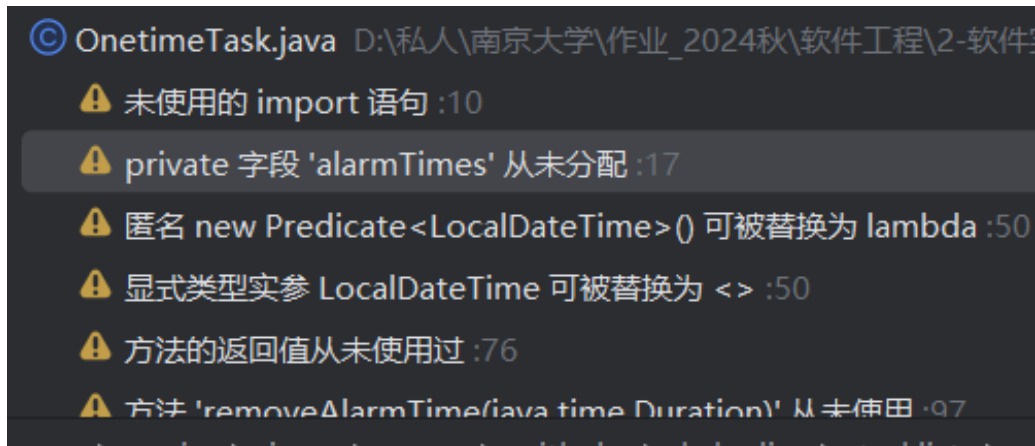 OnetimeTask.java D:\私人\南京大学\作业_2024秋\软件工程\2-软件
未使用的 import 语句 :10
private 字段 'alarmTimes' 从未分配 :17
匿名 new Predicate<LocalDateTime>() 可被替换为 lambda :50
显式类型实参 LocalDateTime 可被替换为 <> :50
方法的返回值从未使用过 :76
方法 'removeAlarmTime(java.time.Duration)' 从未使用 :97